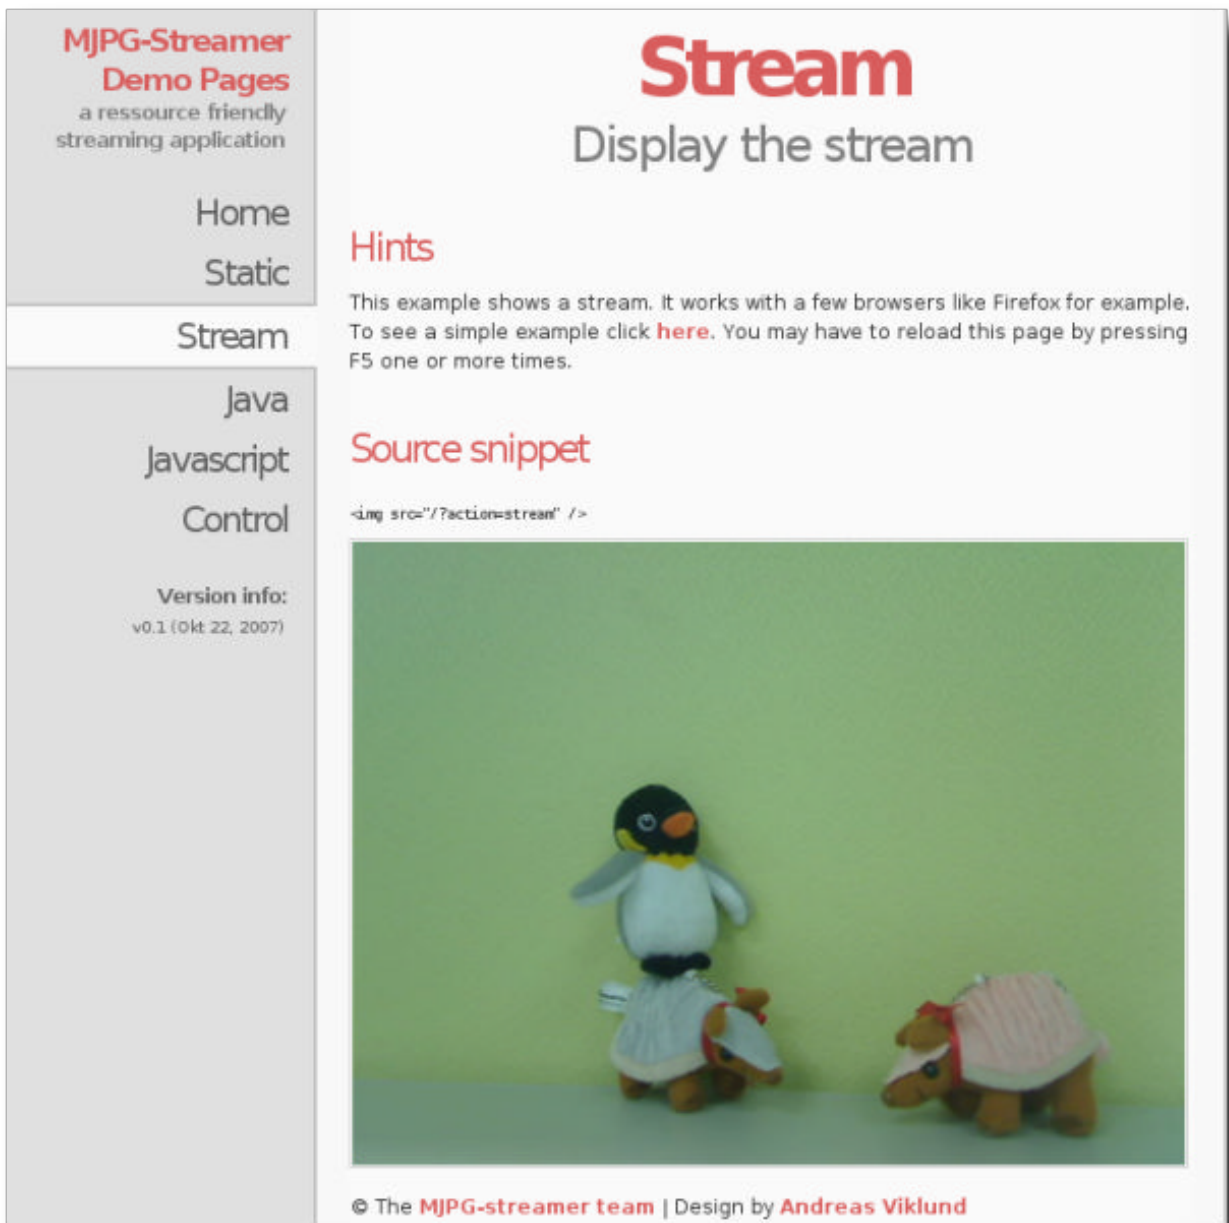 MJPG-Streamer
Demo Pages
a ressource friendly
streaming application
Home
Static
Stream
Java
Javascript
Control
Version info:
v0.1 (Okt 22, 2007)
Stream
Display the stream
Hints
This example shows a stream. It works with a few browsers like Firefox for example.
To see a simple example click here. You may have to reload this page by pressing
F5 one or more times.
Source snippet
<img src="/?action=stream" />
© The MJPG-streamer team | Design by Andreas Viklund